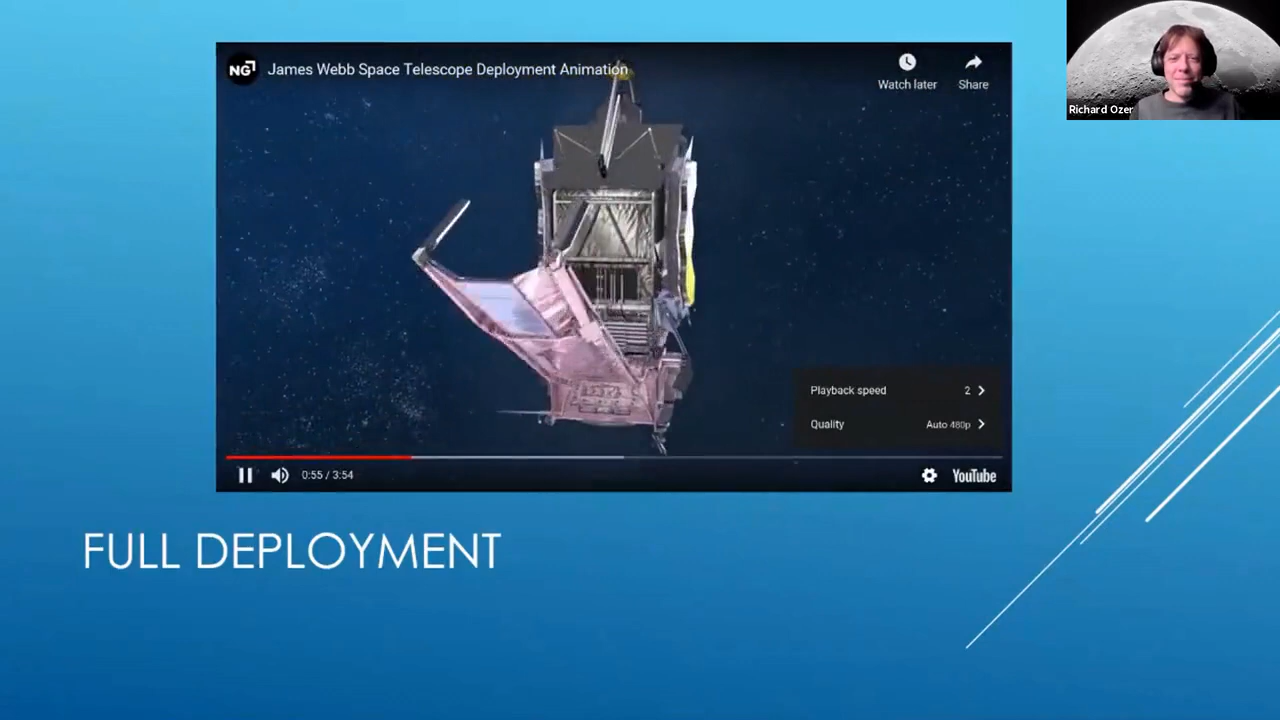 NG
James Webb Space Telescope Deployment Animation
Watch later
Share
Richard Ozer
Playback speed 2
Quality Auto 480p
0:55 / 3:54
YouTube
FULL DEPLOYMENT